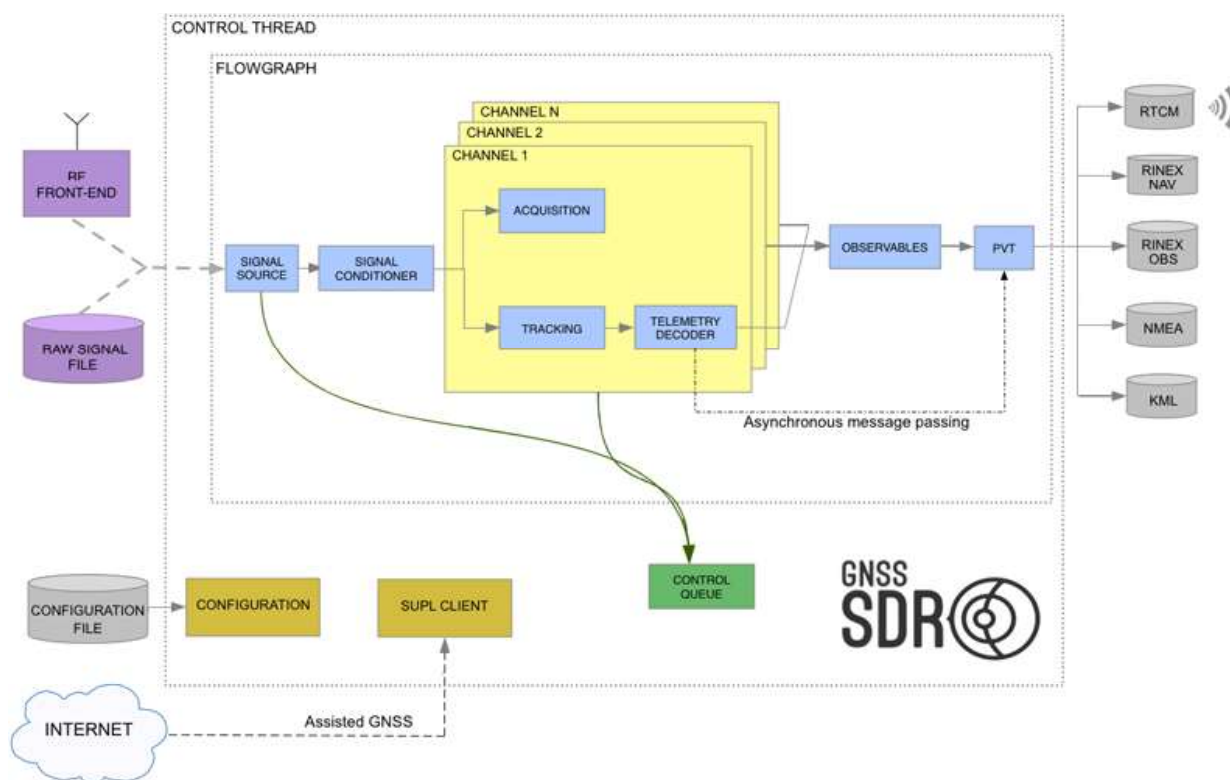 CONTROL THREAD
FLOWGRAPH
CHANNEL N
CHANNEL 2
CHANNEL 1
RF
FRONT-END
RAW SIGNAL
FILE
SIGNAL
SOURCE
SIGNAL
CONDITIONER
ACQUISITION
TRACKING
TELEMETRY
DECODER
OBSERVABLES
PVT
Asynchronous message passing
RTCM
RINEX
NAV
RINEX
OBS
NMEA
KML
CONFIGURATION
FILE
CONFIGURATION
SUPL CLIENT
CONTROL
QUEUE
GNSS
SDR
INTERNET
Assisted GNSS